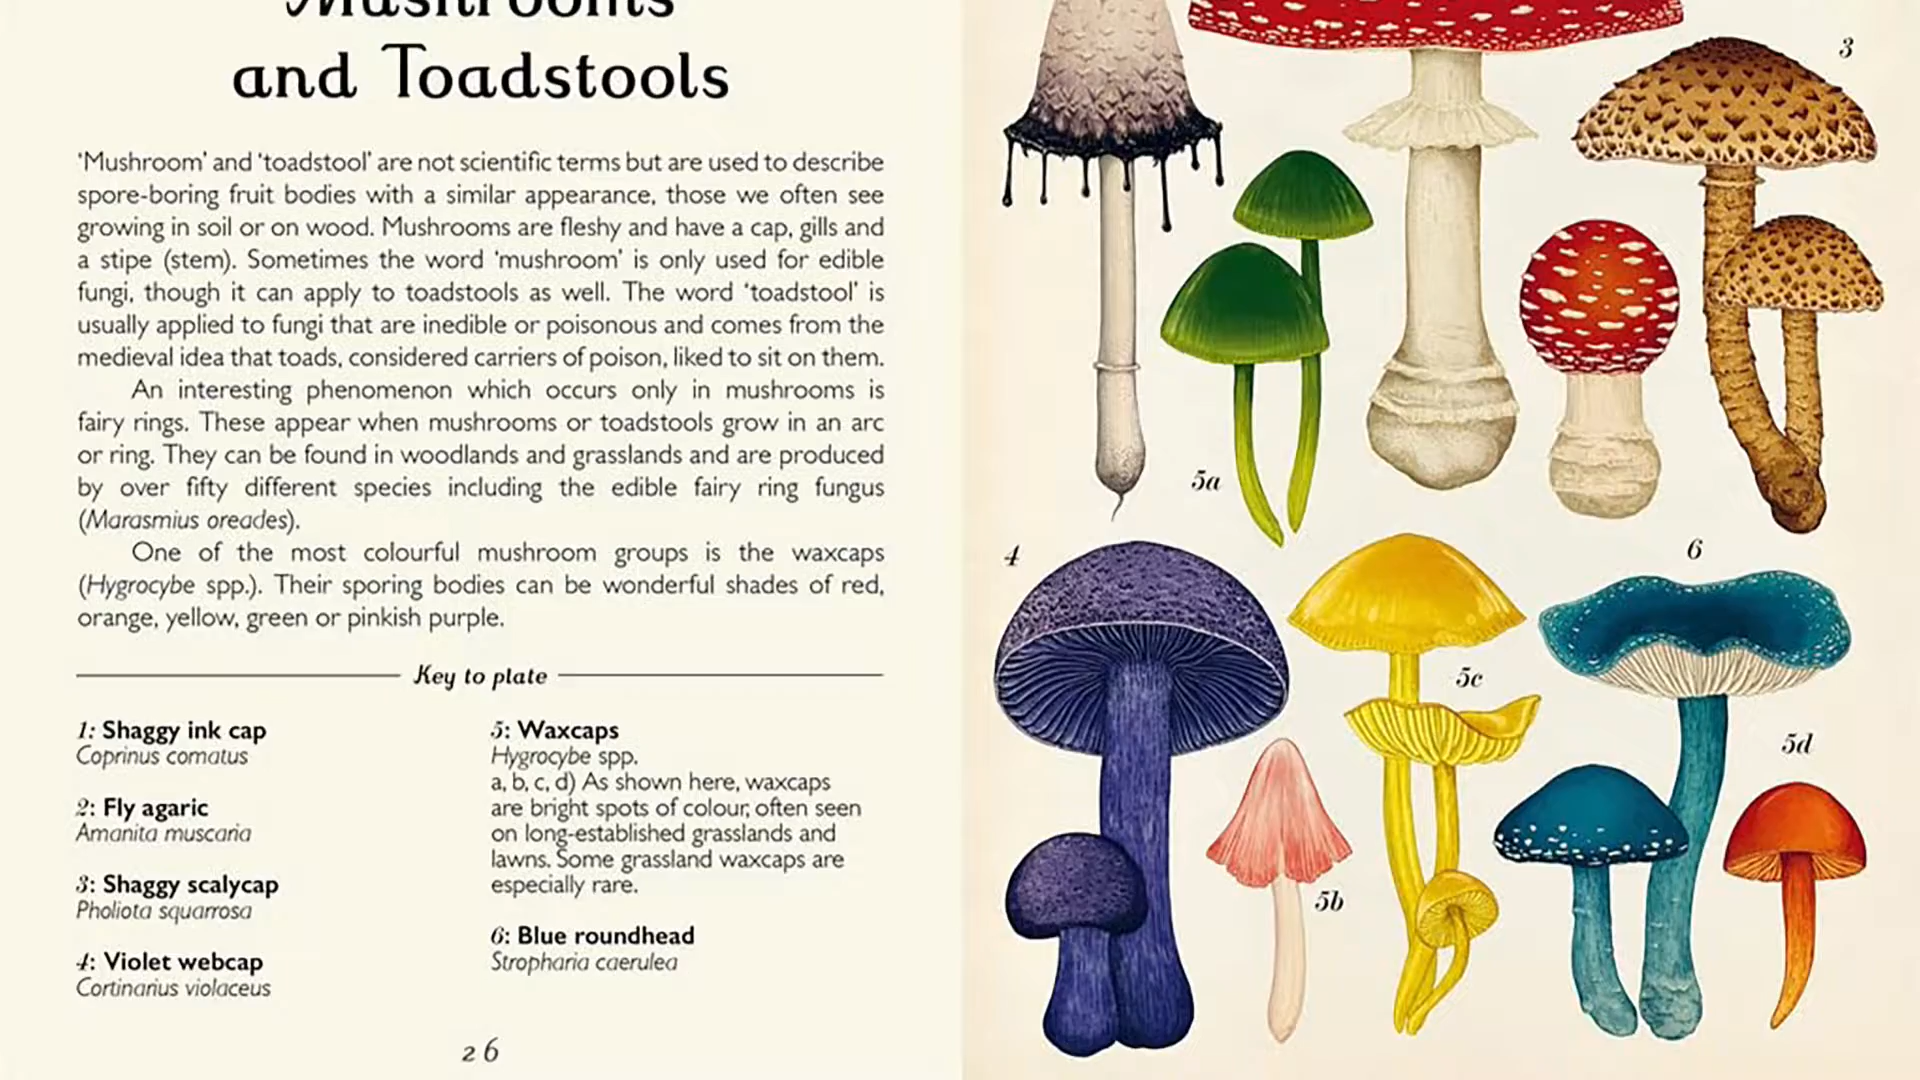 Mushrooms
and Toadstools
‘Mushroom’ and ‘toadstool’ are not scientific terms but are used to describe
spore-boring fruit bodies with a similar appearance, those we often see
growing in soil or on wood. Mushrooms are fleshy and have a cap, gills and
a stipe (stem). Sometimes the word ‘mushroom’ is only used for edible
fungi, though it can apply to toadstools as well. The word ‘toadstool’ is
usually applied to fungi that are inedible or poisonous and comes from the
medieval idea that toads, considered carriers of poison, liked to sit on them.
An interesting phenomenon which occurs only in mushrooms is
fairy rings. These appear when mushrooms or toadstools grow in an arc
or ring. They can be found in woodlands and grasslands and are produced
by over fifty different species including the edible fairy ring fungus
(Marasmius oreades).
One of the most colourful mushroom groups is the waxcaps
(Hygrocybe spp.). Their sporing bodies can be wonderful shades of red,
orange, yellow, green or pinkish purple.
Key to plate
1: Shaggy ink cap
Coprinus comatus
2: Fly agaric
Amanita muscaria
3: Shaggy scalycap
Pholiota squarrosa
4: Violet webcap
Cortinarius violaceus
5: Waxcaps
Hygrocybe spp.
a, b, c, d) As shown here, waxcaps
are bright spots of colour, often seen
on long-established grasslands and
lawns. Some grassland waxcaps are
especially rare.
6: Blue roundhead
Stropharia caerulea
26
3
5a
4
6
5c
5d
5b